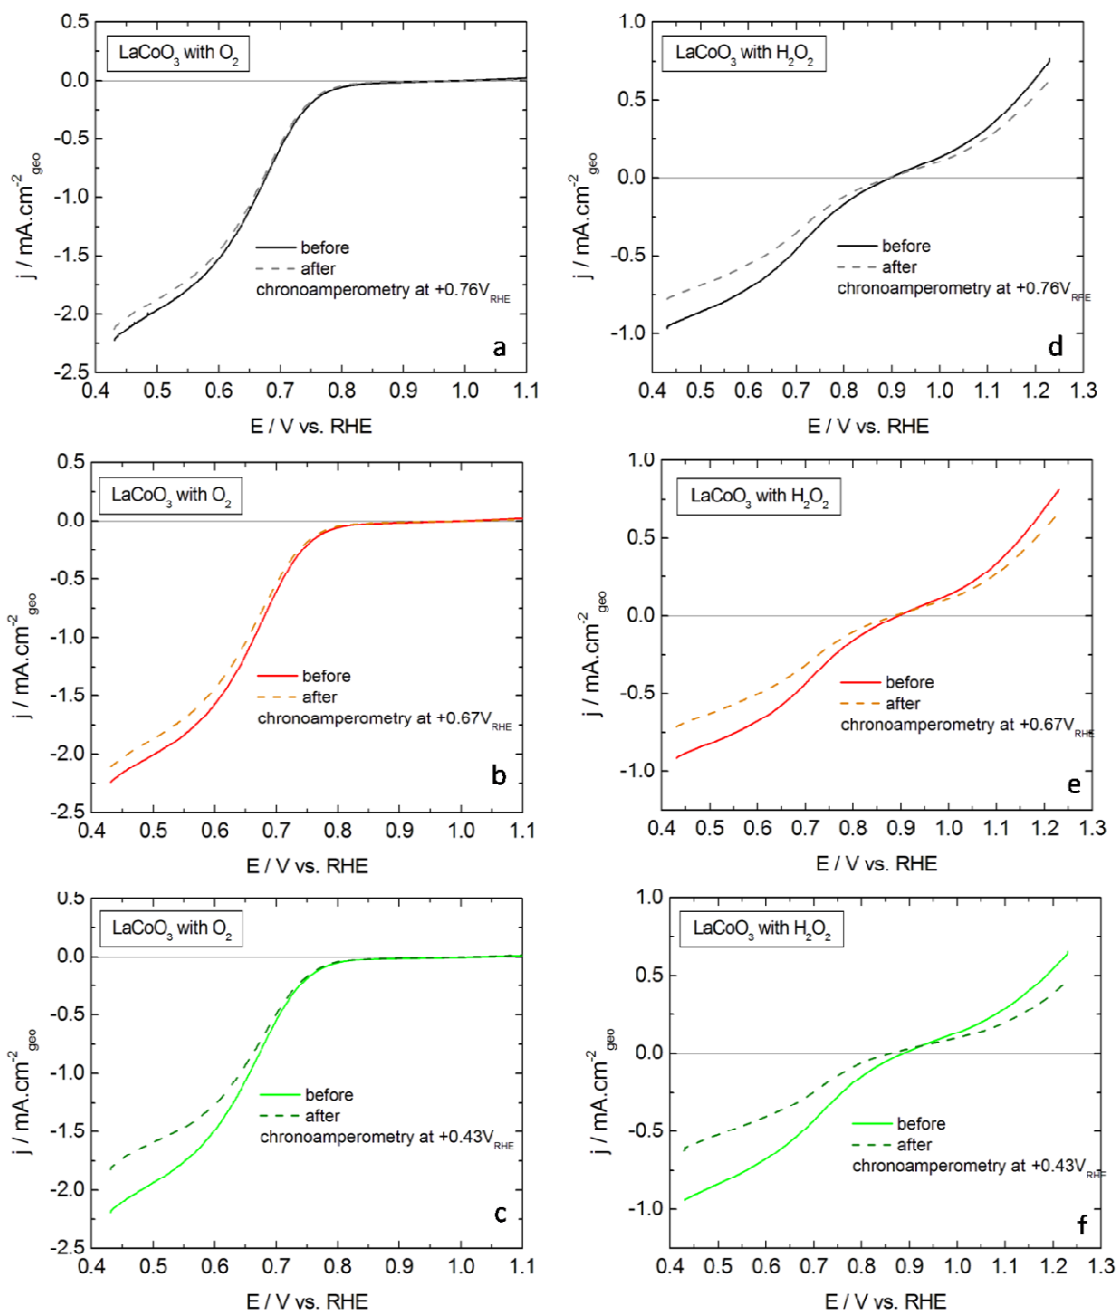 LaCoO3 with O2
0.5
0.0
-0.5
-1.0
-1.5
-2.0
-2.5
j / mA.cm-2geo
before
after
chronoamperometry at +0.76VRHE
a
0.4 0.5 0.6 0.7 0.8 0.9 1.0 1.1
E / V vs. RHE
LaCoO3 with H2O2
1.0
0.5
0.0
-0.5
-1.0
j / mA.cm-2geo
before
after
chronoamperometry at +0.76VRHE
d
0.4 0.5 0.6 0.7 0.8 0.9 1.0 1.1 1.2 1.3
E / V vs. RHE
LaCoO3 with O2
0.5
0.0
-0.5
-1.0
-1.5
-2.0
-2.5
j / mA.cm-2geo
before
after
chronoamperometry at +0.67VRHE
b
0.4 0.5 0.6 0.7 0.8 0.9 1.0 1.1
E / V vs. RHE
LaCoO3 with H2O2
1.0
0.5
0.0
-0.5
-1.0
j / mA.cm-2geo
before
after
chronoamperometry at +0.67VRHE
e
0.4 0.5 0.6 0.7 0.8 0.9 1.0 1.1 1.2 1.3
E / V vs. RHE
LaCoO3 with O2
0.5
0.0
-0.5
-1.0
-1.5
-2.0
-2.5
j / mA.cm-2geo
before
after
chronoamperometry at +0.43VRHE
c
0.4 0.5 0.6 0.7 0.8 0.9 1.0 1.1
E / V vs. RHE
LaCoO3 with H2O2
1.0
0.5
0.0
-0.5
-1.0
j / mA.cm-2geo
before
after
chronoamperometry at +0.43VRHE
f
0.4 0.5 0.6 0.7 0.8 0.9 1.0 1.1 1.2 1.3
E / V vs. RHE